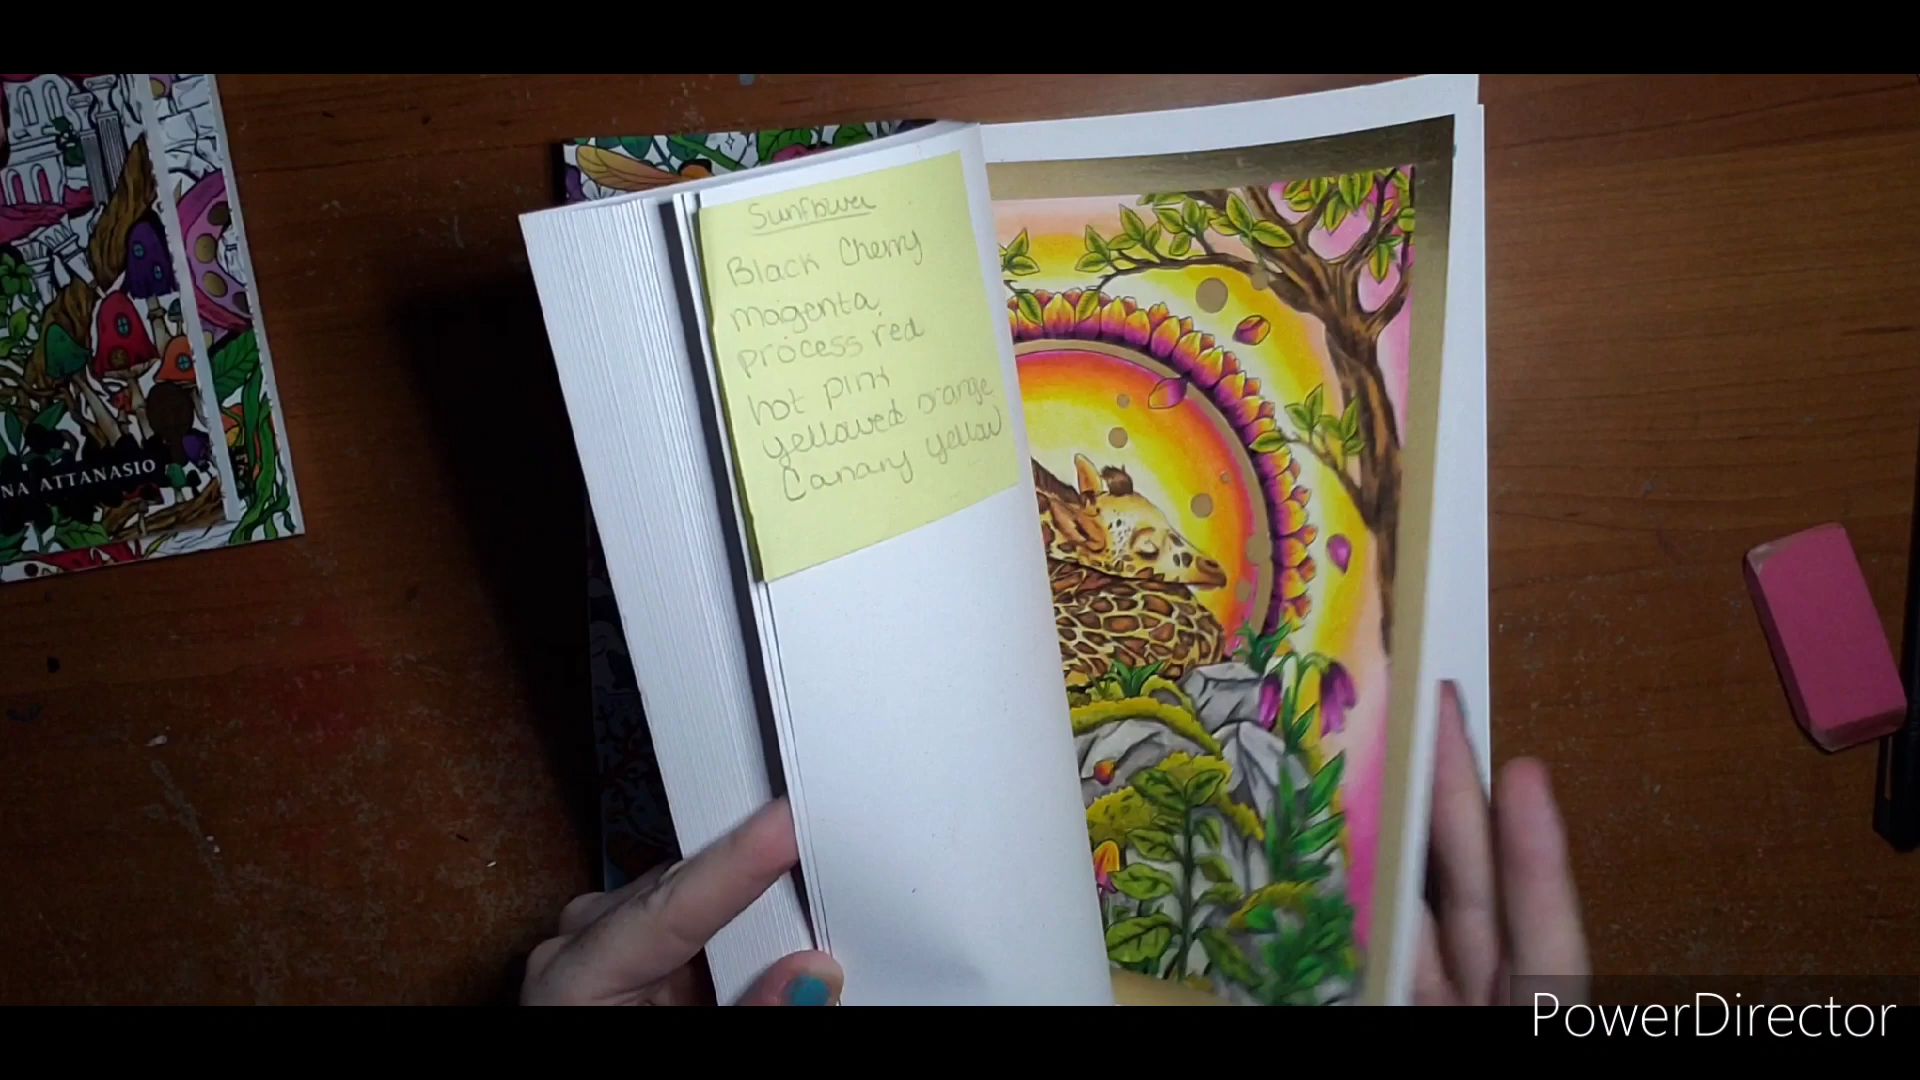 NA ATTANASIO
Sunflower
Black Cherry
magenta
process red
hot pink
yellowed orange
Canary yellow
PowerDirector